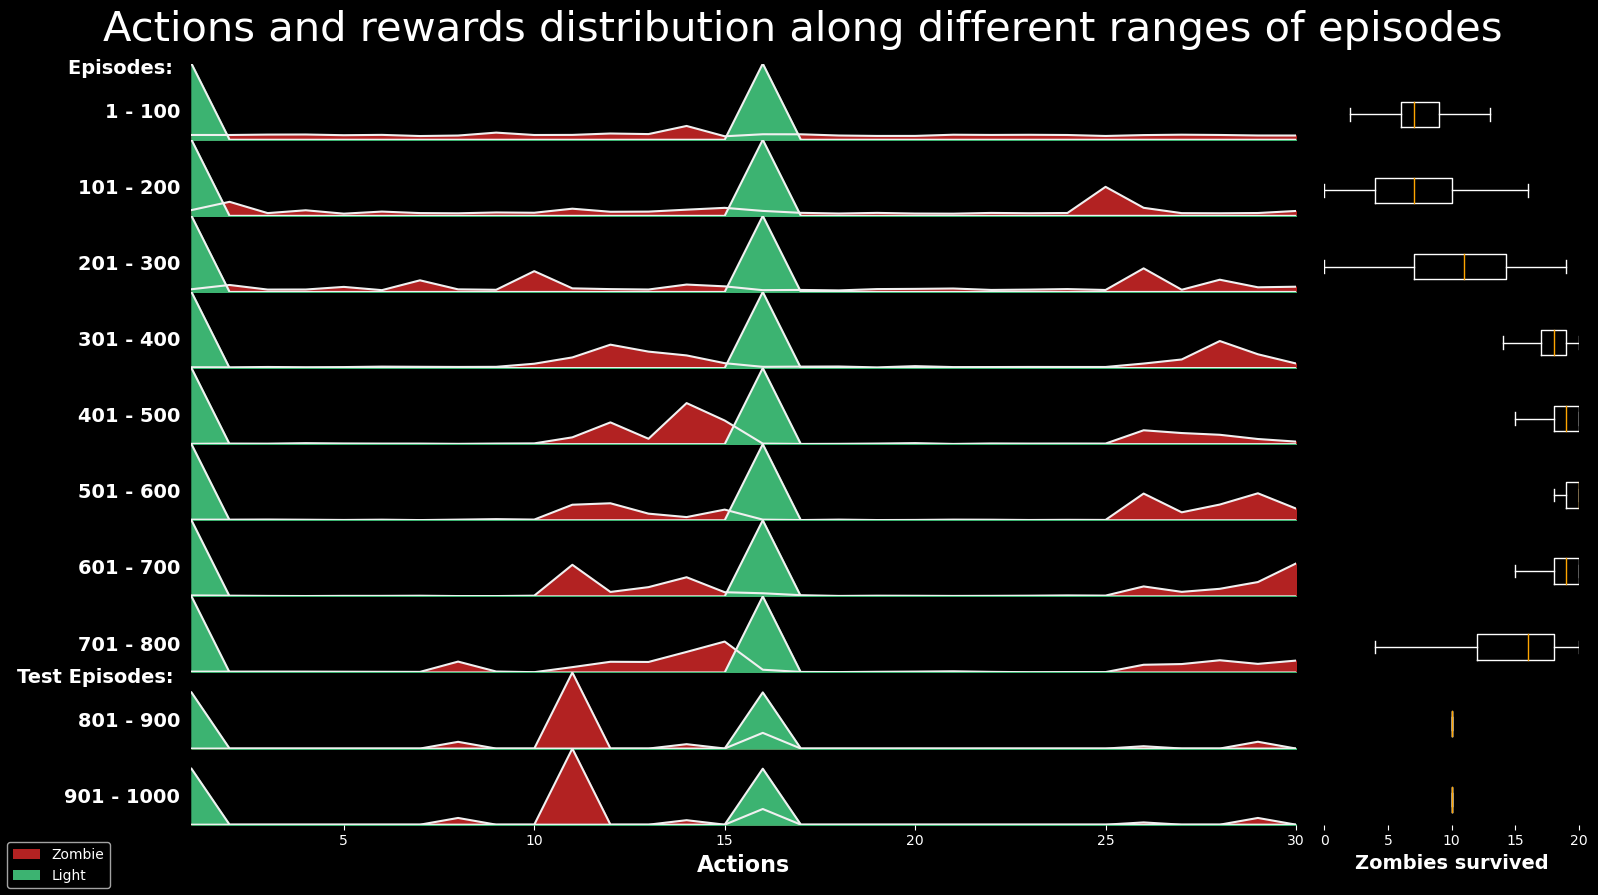 Actions and rewards distribution along different ranges of episodes
Episodes:
1 - 100
101 - 200
201 - 300
301 - 400
401 - 500
501 - 600
601 - 700
701 - 800
Test Episodes:
801 - 900
901 - 1000
5 10 15 20 25 30
0 5 10 15 20
Actions
Zombies survived
Zombie
Light